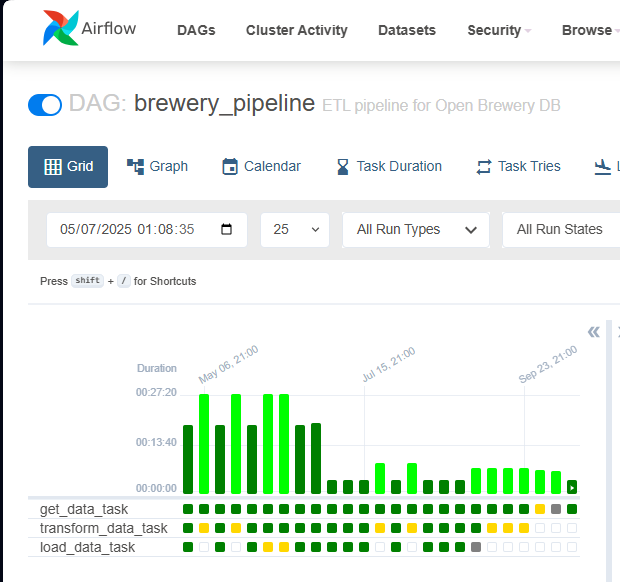 Airflow DAGs Cluster Activity Datasets Security Browse
DAG: brewery_pipeline ETL pipeline for Open Brewery DB
Grid Graph Calendar Task Duration Task Tries L
05/07/2025 01:08:35 25 All Run Types All Run States
Press shift + / for Shortcuts
May 06, 21:00 Jul 15, 21:00 Sep 23, 21:00
Duration
00:27:20
00:13:40
00:00:00
get_data_task
transform_data_task
load_data_task